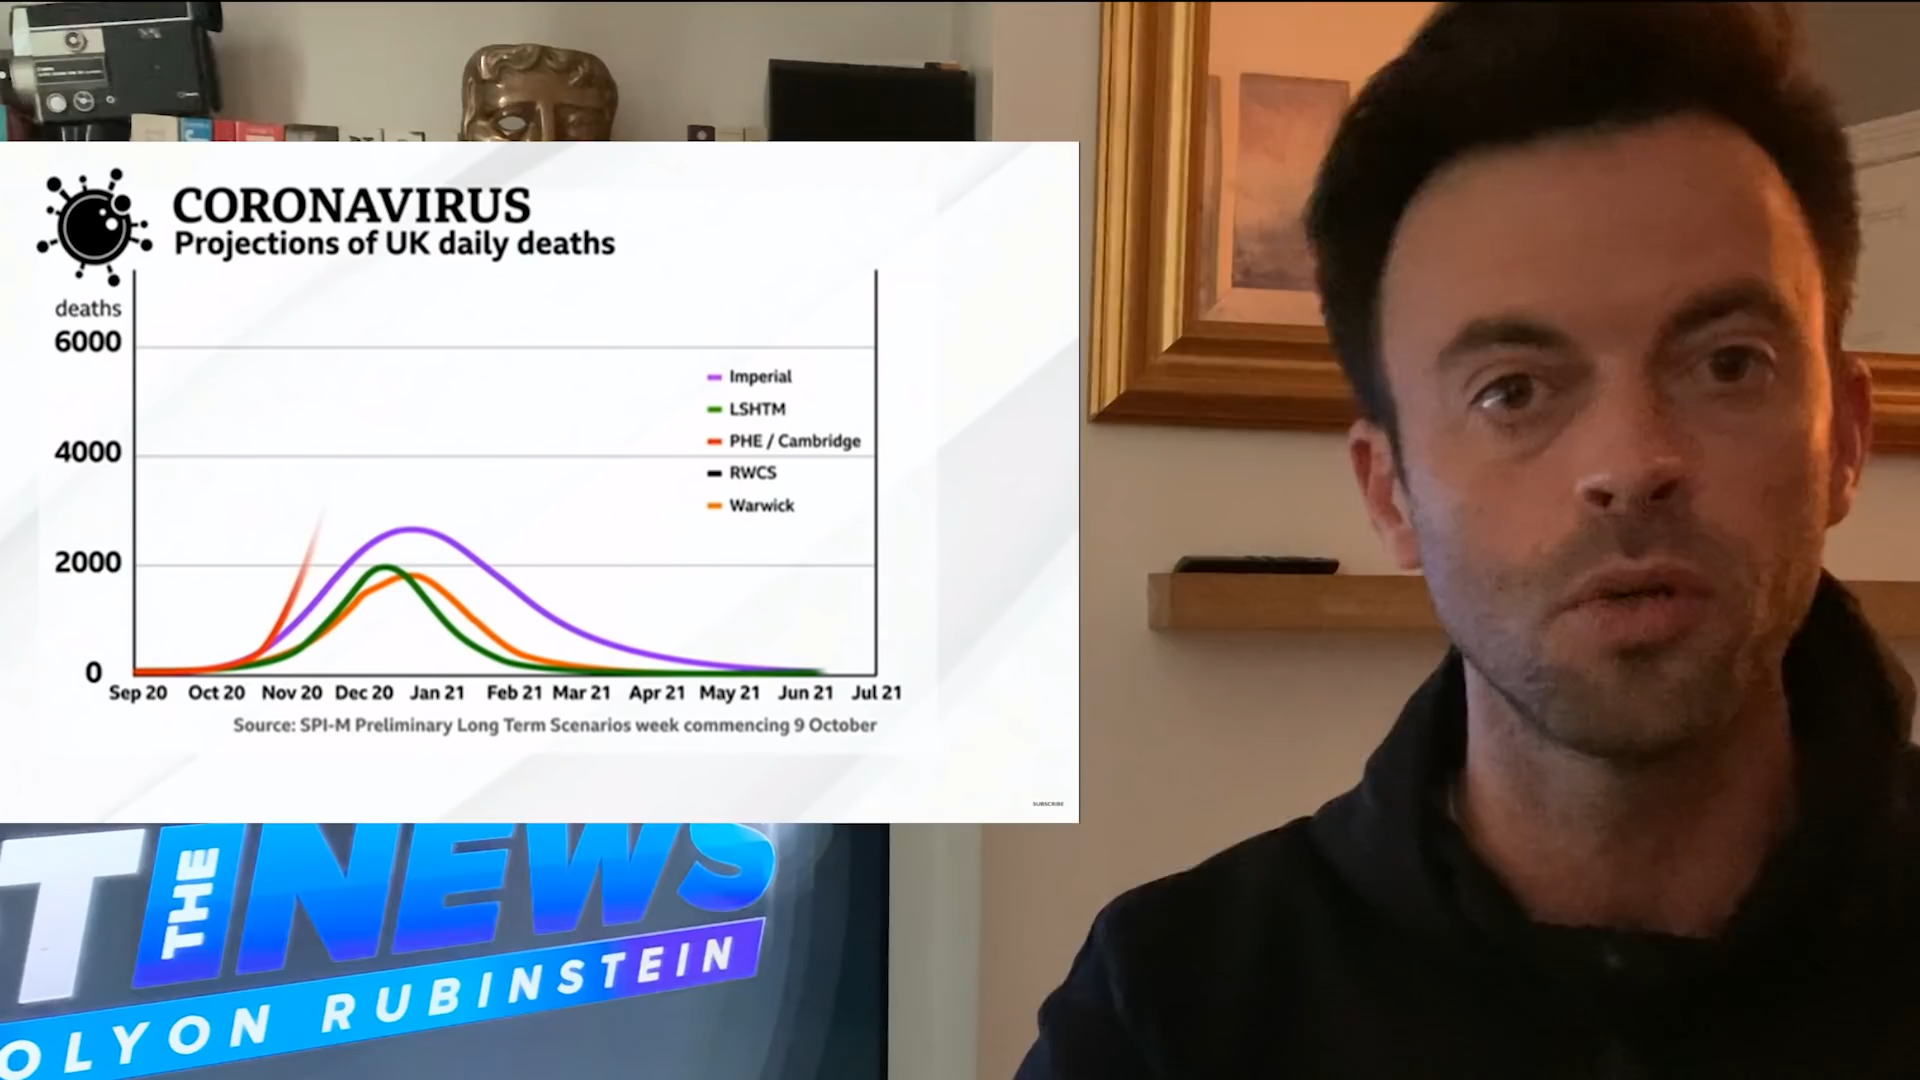 CORONAVIRUS
Projections of UK daily deaths
deaths
6000
4000
2000
0
Imperial
LSHTM
PHE / Cambridge
RWCS
Warwick
Sep 20 Oct 20 Nov 20 Dec 20 Jan 21 Feb 21 Mar 21 Apr 21 May 21 Jun 21 Jul 21
Source: SPI-M Preliminary Long Term Scenarios week commencing 9 October
SUBSCRIBE
T THE NEWS
OLYON RUBINSTEIN